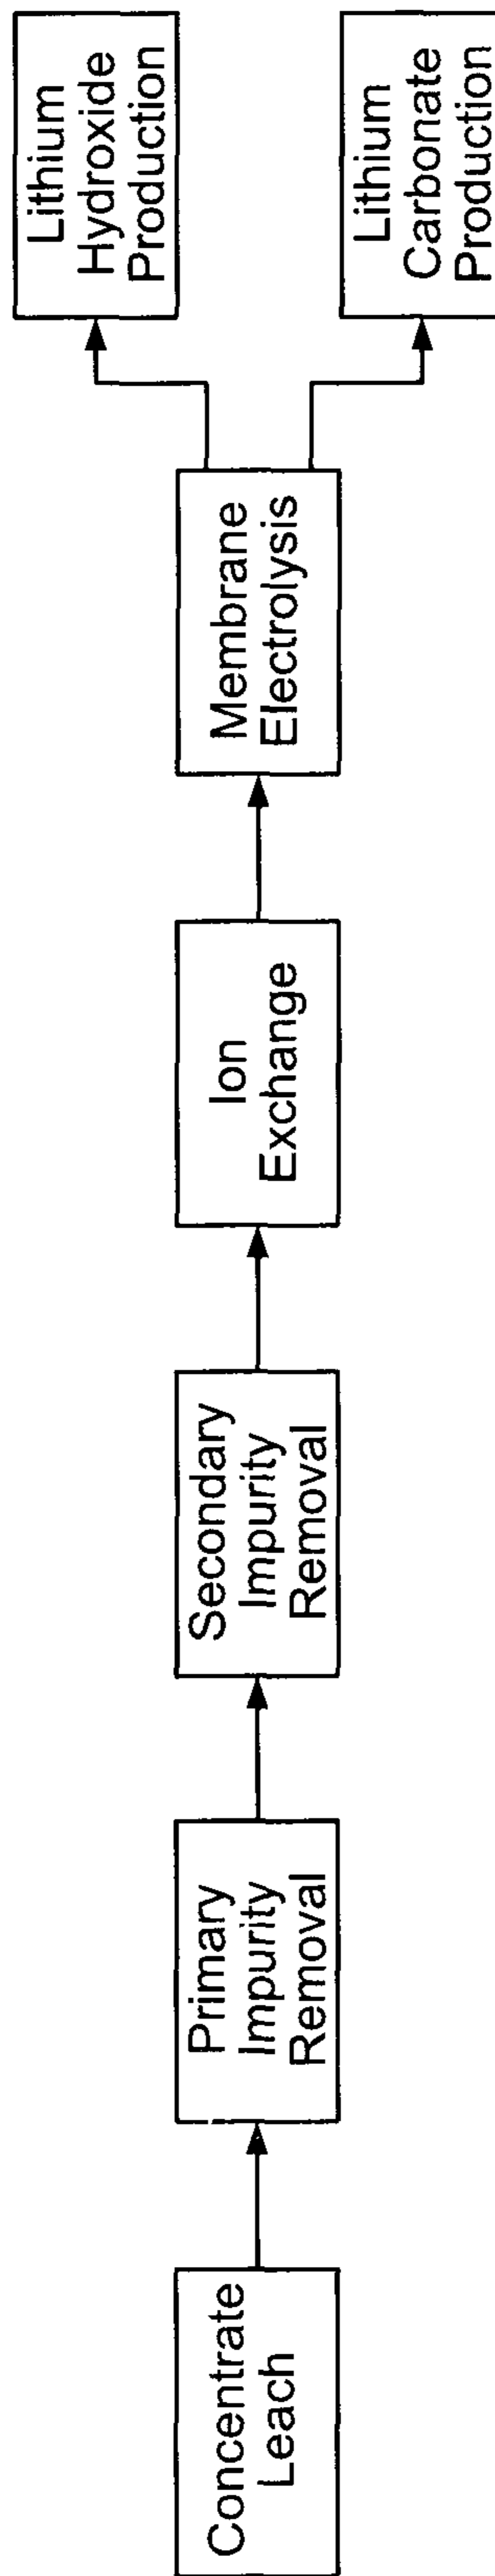 Concentrate
Leach
Primary
Impurity
Removal
Secondary
Impurity
Removal
Ion
Exchange
Membrane
Electrolysis
Lithium
Hydroxide
Production
Lithium
Carbonate
Production